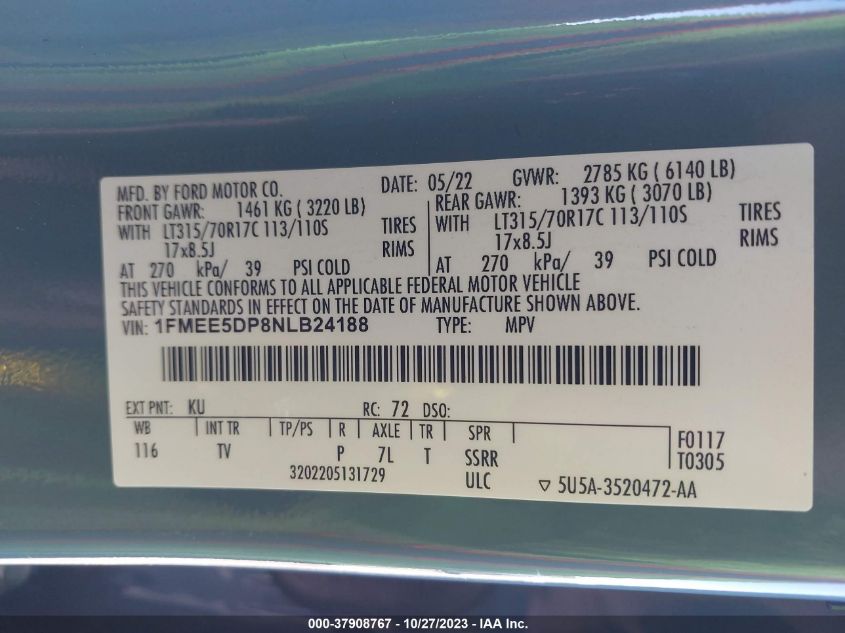 MFD. BY FORD MOTOR CO. DATE: 05/22 GVWR: 2785 KG ( 6140 LB)
FRONT GAWR: 1461 KG ( 3220 LB) REAR GAWR: 1393 KG ( 3070 LB)
WITH LT315/70R17C 113/110S TIRES WITH LT315/70R17C 113/110S TIRES
17x8.5J RIMS 17x8.5J RIMS
AT 270 kPa/ 39 PSI COLD AT 270 kPa/ 39 PSI COLD
THIS VEHICLE CONFORMS TO ALL APPLICABLE FEDERAL MOTOR VEHICLE
SAFETY STANDARDS IN EFFECT ON THE DATE OF MANUFACTURE SHOWN ABOVE.
VIN: 1FMEE5DP8NLB24188 TYPE: MPV
EXT PNT: KU RC: 72 DSO:
WB INT TR TP/PS R AXLE TR SPR F0117
116 TV P 7L T SSRR T0305
3202205131729 ULC ▽ 5U5A-3520472-AA
000-37908767 - 10/27/2023 - IAA Inc.